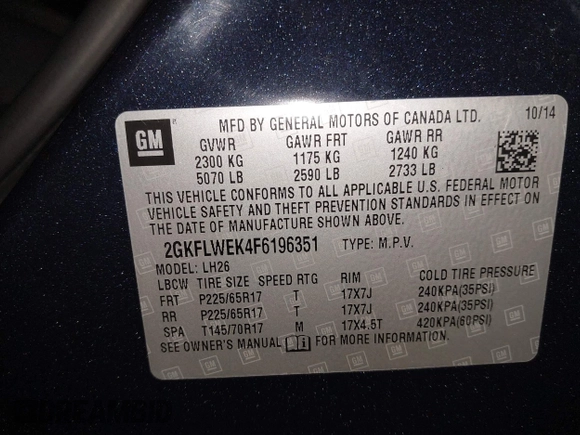 GM
MFD BY GENERAL MOTORS OF CANADA LTD. 10/14
GVWR GAWR FRT GAWR RR
2300 KG 1175 KG 1240 KG
5070 LB 2590 LB 2733 LB
THIS VEHICLE CONFORMS TO ALL APPLICABLE U.S. FEDERAL MOTOR
VEHICLE SAFETY AND THEFT PREVENTION STANDARDS IN EFFECT ON
THE DATE OF MANUFACTURE SHOWN ABOVE.
2GKFLWEK4F6196351 TYPE: M.P.V.
MODEL: LH26
LBCW TIRE SIZE SPEED RTG RIM COLD TIRE PRESSURE
FRT P225/65R17 T 17X7J 240KPA(35PSI)
RR P225/65R17 T 17X7J 240KPA(35PSI)
SPA T145/70R17 M 17X4.5T 420KPA(60PSI)
SEE OWNER'S MANUAL FOR MORE INFORMATION.
DREAMBID